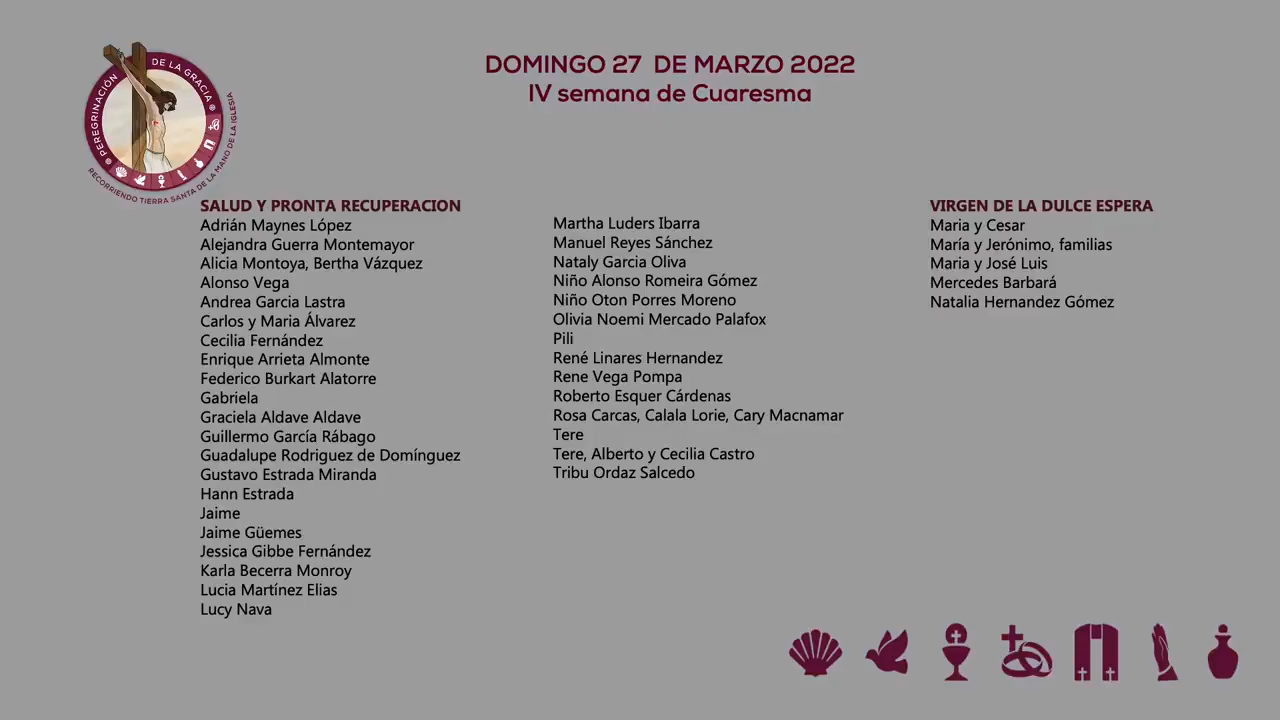 PEREGRINACIÓN DE LA GRACIA
RECORRIENDO TIERRA SANTA DE LA MANO DE LA IGLESIA
DOMINGO 27 DE MARZO 2022
IV semana de Cuaresma
SALUD Y PRONTA RECUPERACION
Adrián Maynes López
Alejandra Guerra Montemayor
Alicia Montoya, Bertha Vázquez
Alonso Vega
Andrea Garcia Lastra
Carlos y Maria Álvarez
Cecilia Fernández
Enrique Arrieta Almonte
Federico Burkart Alatorre
Gabriela
Graciela Aldave Aldave
Guillermo García Rábago
Guadalupe Rodriguez de Domínguez
Gustavo Estrada Miranda
Hann Estrada
Jaime
Jaime Güemes
Jessica Gibbe Fernández
Karla Becerra Monroy
Lucia Martínez Elias
Lucy Nava
Martha Luders Ibarra
Manuel Reyes Sánchez
Nataly Garcia Oliva
Niño Alonso Romeira Gómez
Niño Oton Porres Moreno
Olivia Noemi Mercado Palafox
Pili
René Linares Hernandez
Rene Vega Pompa
Roberto Esquer Cárdenas
Rosa Carcas, Calala Lorie, Cary Macnamar
Tere
Tere, Alberto y Cecilia Castro
Tribu Ordaz Salcedo
VIRGEN DE LA DULCE ESPERA
Maria y Cesar
María y Jerónimo, familias
Maria y José Luis
Mercedes Barbará
Natalia Hernandez Gómez